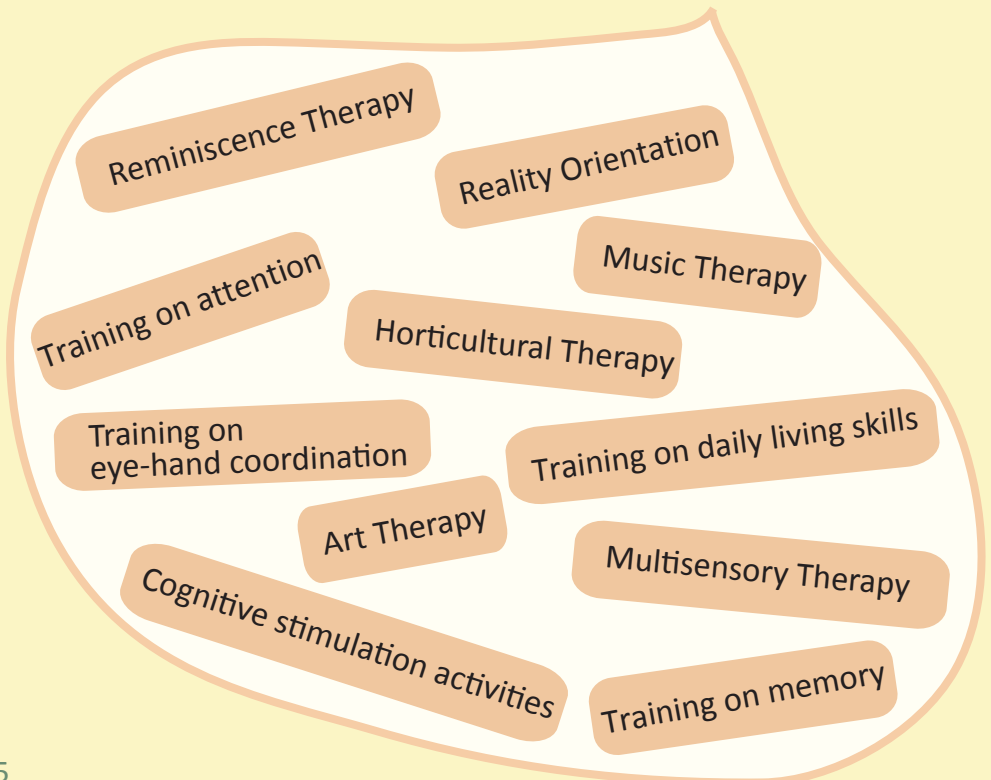 Reminiscence Therapy
Reality Orientation
Music Therapy
Training on attention
Horticultural Therapy
Training on
eye-hand coordination
Training on daily living skills
Art Therapy
Multisensory Therapy
Cognitive stimulation activities
Training on memory
5